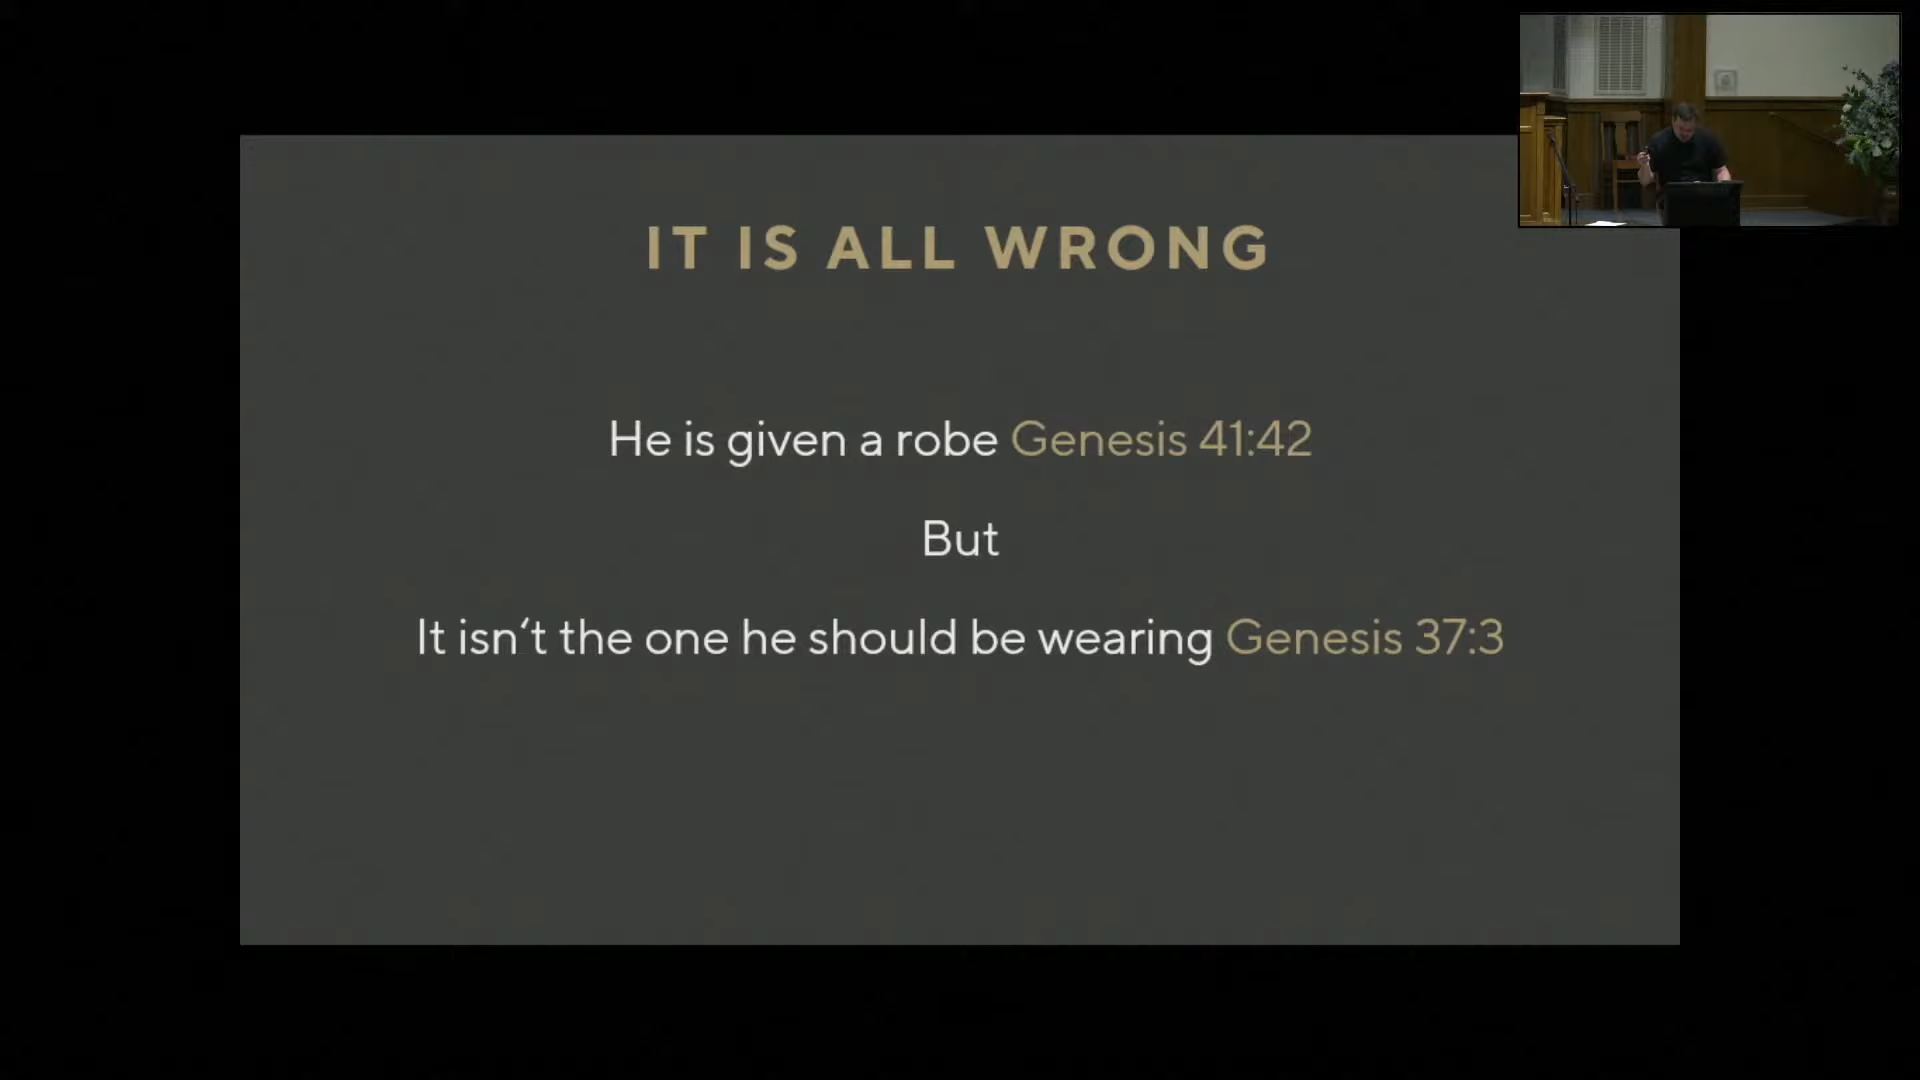 IT IS ALL WRONG
He is given a robe Genesis 41:42
But
It isn‘t the one he should be wearing Genesis 37:3